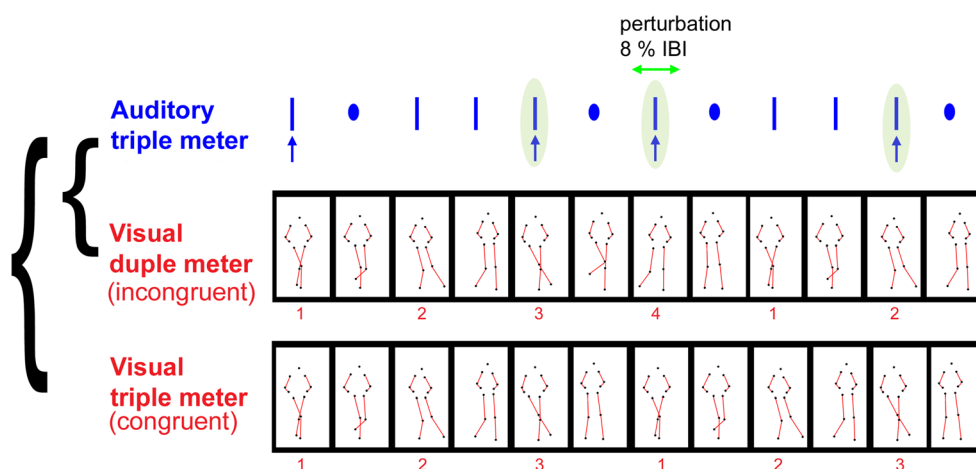 perturbation
8 % IBI
Auditory
triple meter
Visual
duple meter
(incongruent)
1 2 3 4 1 2
Visual
triple meter
(congruent)
1 2 3 1 2 3